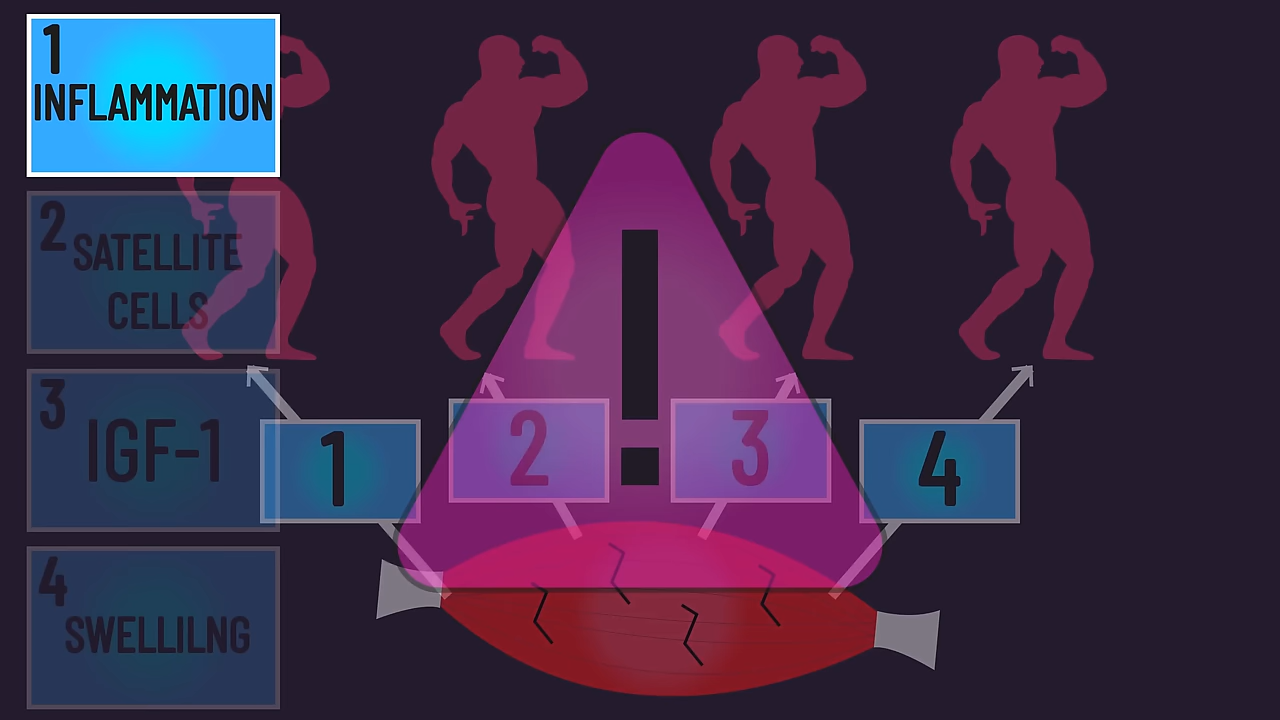 1
INFLAMMATION
2
SATELLITE
CELLS
3
IGF-1
4
SWELLILNG
1
2
!
3
4